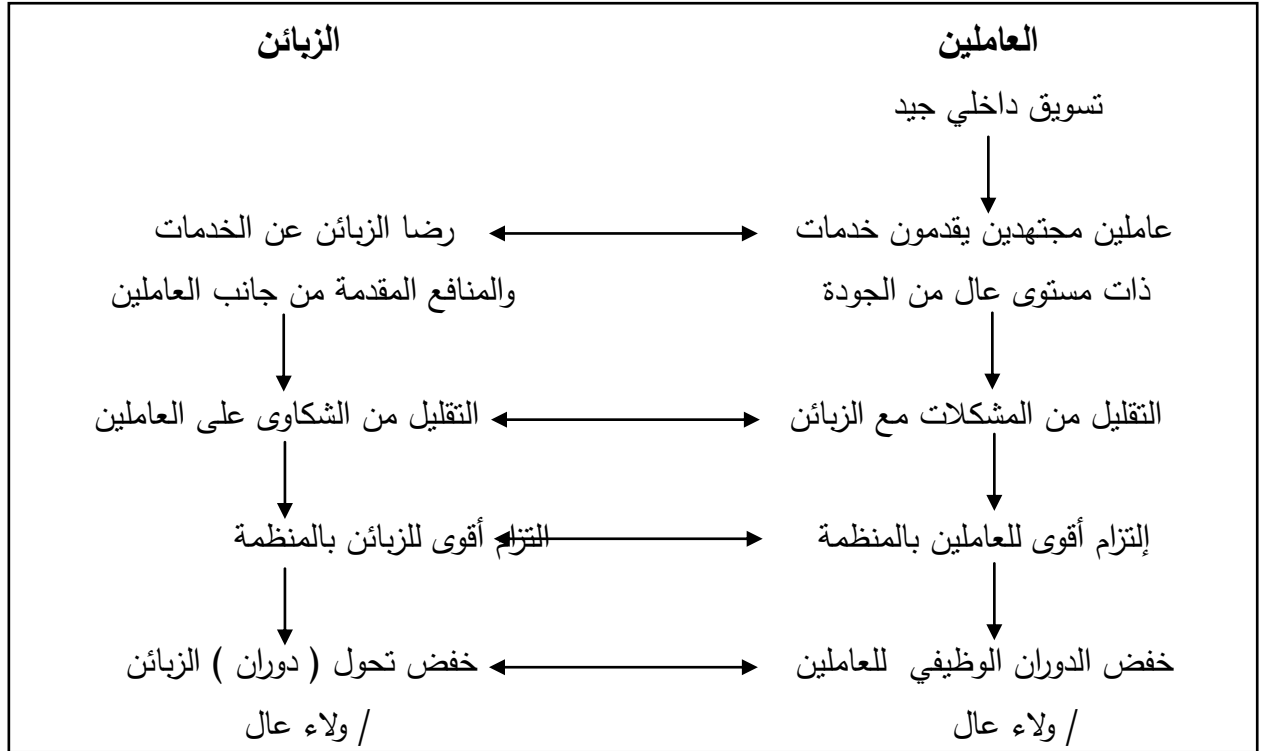 العاملين
الزبائن
تسويق داخلي جيد
عاملين مجتهدين يقدمون خدمات
رضا الزبائن عن الخدمات
ذات مستوى عال من الجودة
والمنافع المقدمة من جانب العاملين
التقليل من المشكلات مع الزبائن
التقليل من الشكاوى على العاملين
إلتزام أقوى للعاملين بالمنظمة
التزام أقوى للزبائن بالمنظمة
خفض الدوران الوظيفي للعاملين
خفض تحول ( دوران ) الزبائن
/ ولاء عال
/ ولاء عال